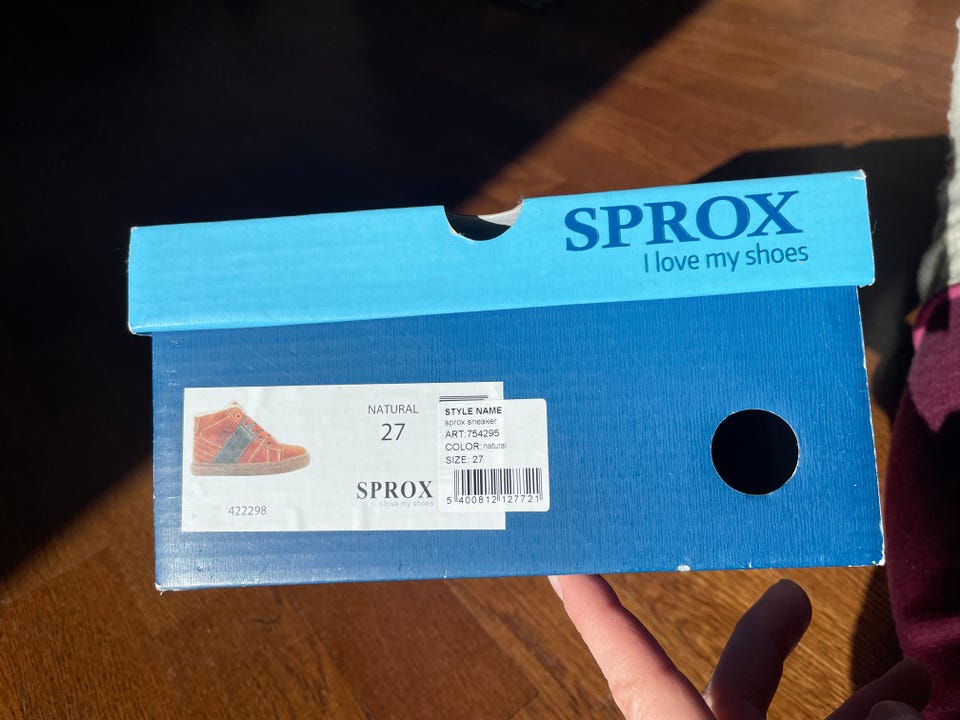 SPROX
I love my shoes
NATURAL
27
SPROX
I love my shoes
422298
STYLE NAME
sprox sneaker
ART:754295
COLOR: natural
SIZE: 27
5 400812 127721